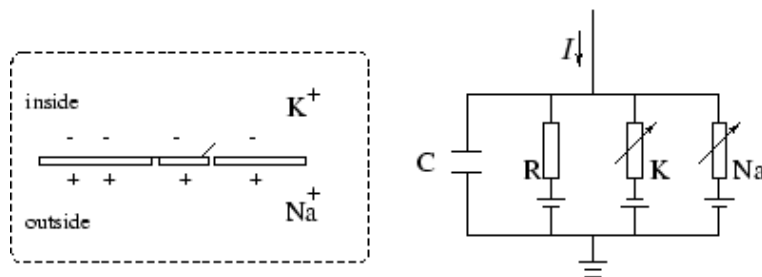 inside
K+
- - - -
+ + + +
Na+
outside
I
C
R
K
Na